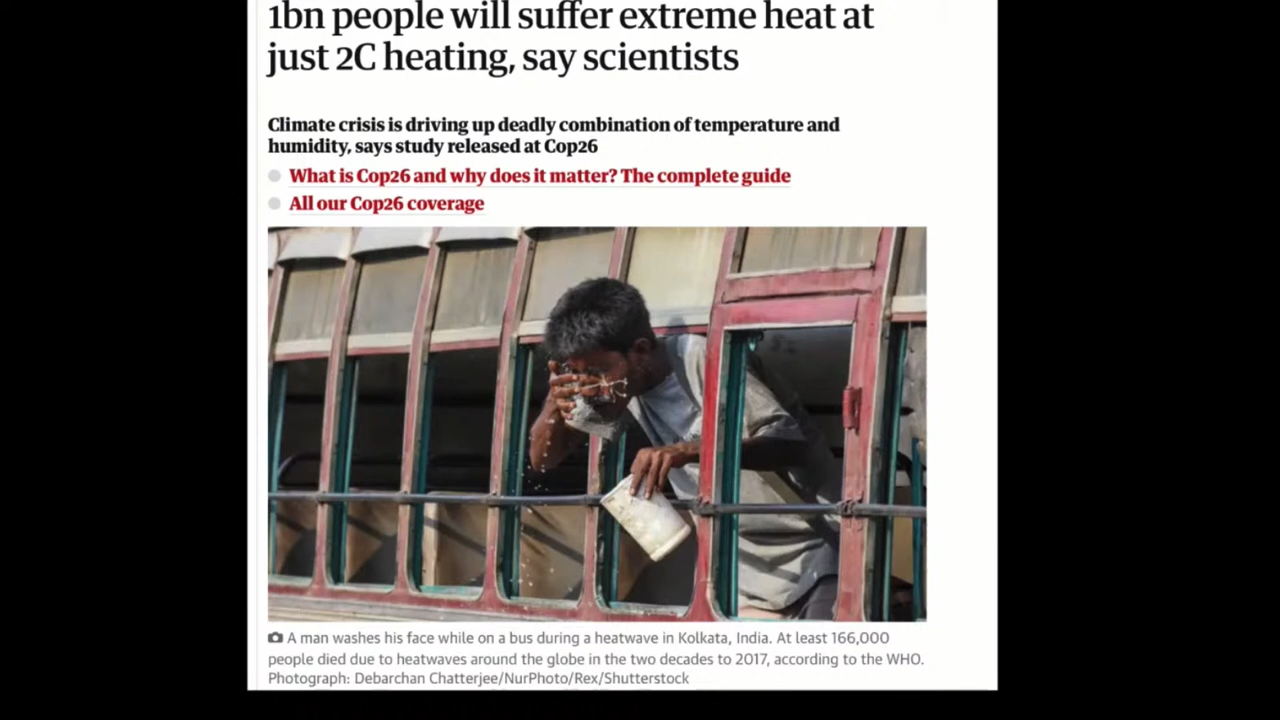 1bn people will suffer extreme heat at
just 2C heating, say scientists
Climate crisis is driving up deadly combination of temperature and
humidity, says study released at Cop26
What is Cop26 and why does it matter? The complete guide
All our Cop26 coverage
A man washes his face while on a bus during a heatwave in Kolkata, India. At least 166,000
people died due to heatwaves around the globe in the two decades to 2017, according to the WHO.
Photograph: Debarchan Chatterjee/NurPhoto/Rex/Shutterstock